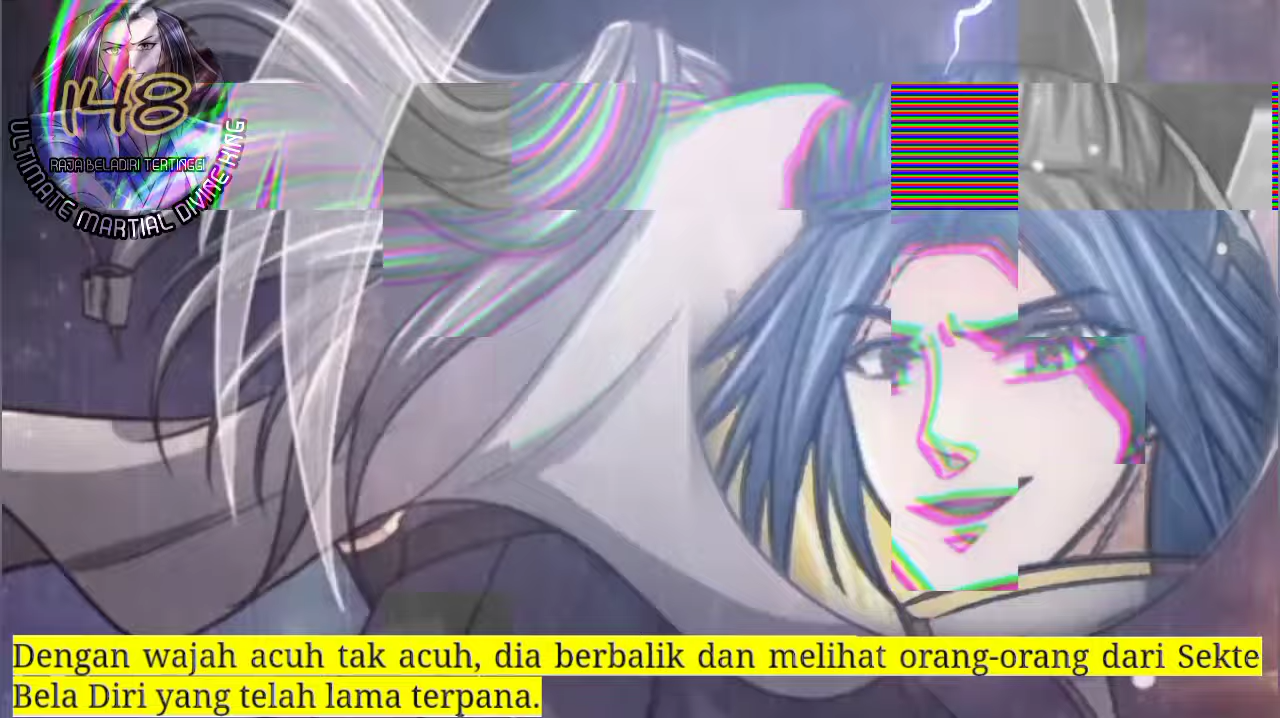 148
RAJA BELADIRI TERTINGGI
ULTIMATE MARTIAL DIVINE KING
Dengan wajah acuh tak acuh, dia berbalik dan melihat orang-orang dari Sekte
Bela Diri yang telah lama terpana.